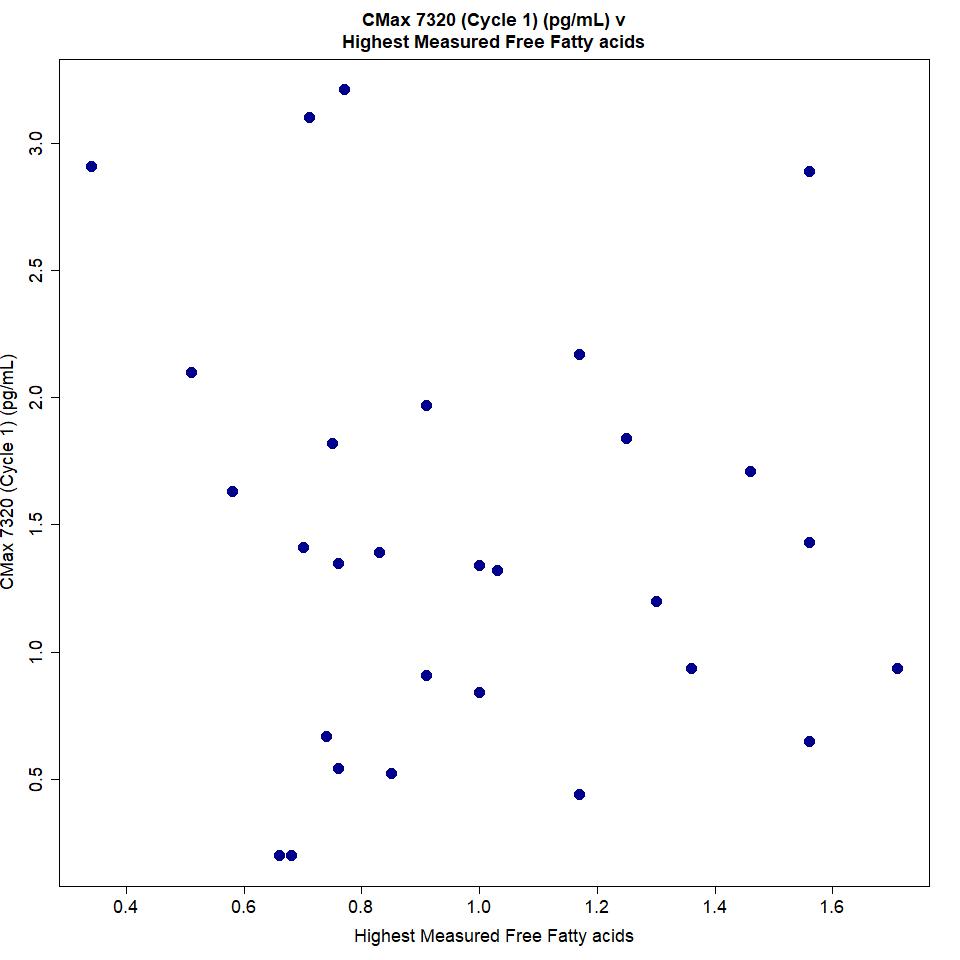 CMax 7320 (Cycle 1) (pg/mL) v
Highest Measured Free Fatty acids
CMax 7320 (Cycle 1) (pg/mL)
3.0
2.5
2.0
1.5
1.0
0.5
0.4 0.6 0.8 1.0 1.2 1.4 1.6
Highest Measured Free Fatty acids